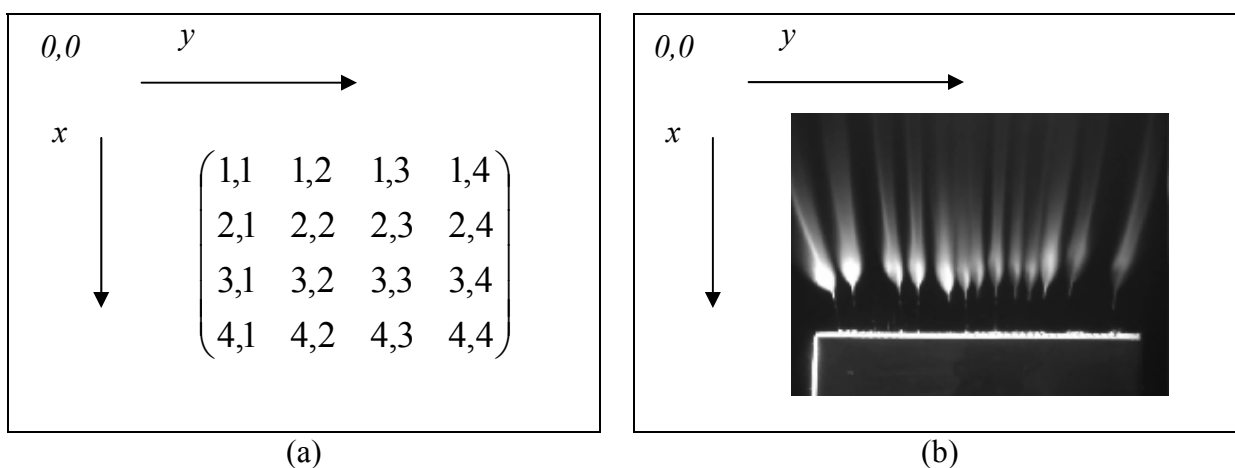 0,0 y
x
1,1 1,2 1,3 1,4
2,1 2,2 2,3 2,4
3,1 3,2 3,3 3,4
4,1 4,2 4,3 4,4
(a)
0,0 y
x
(b)